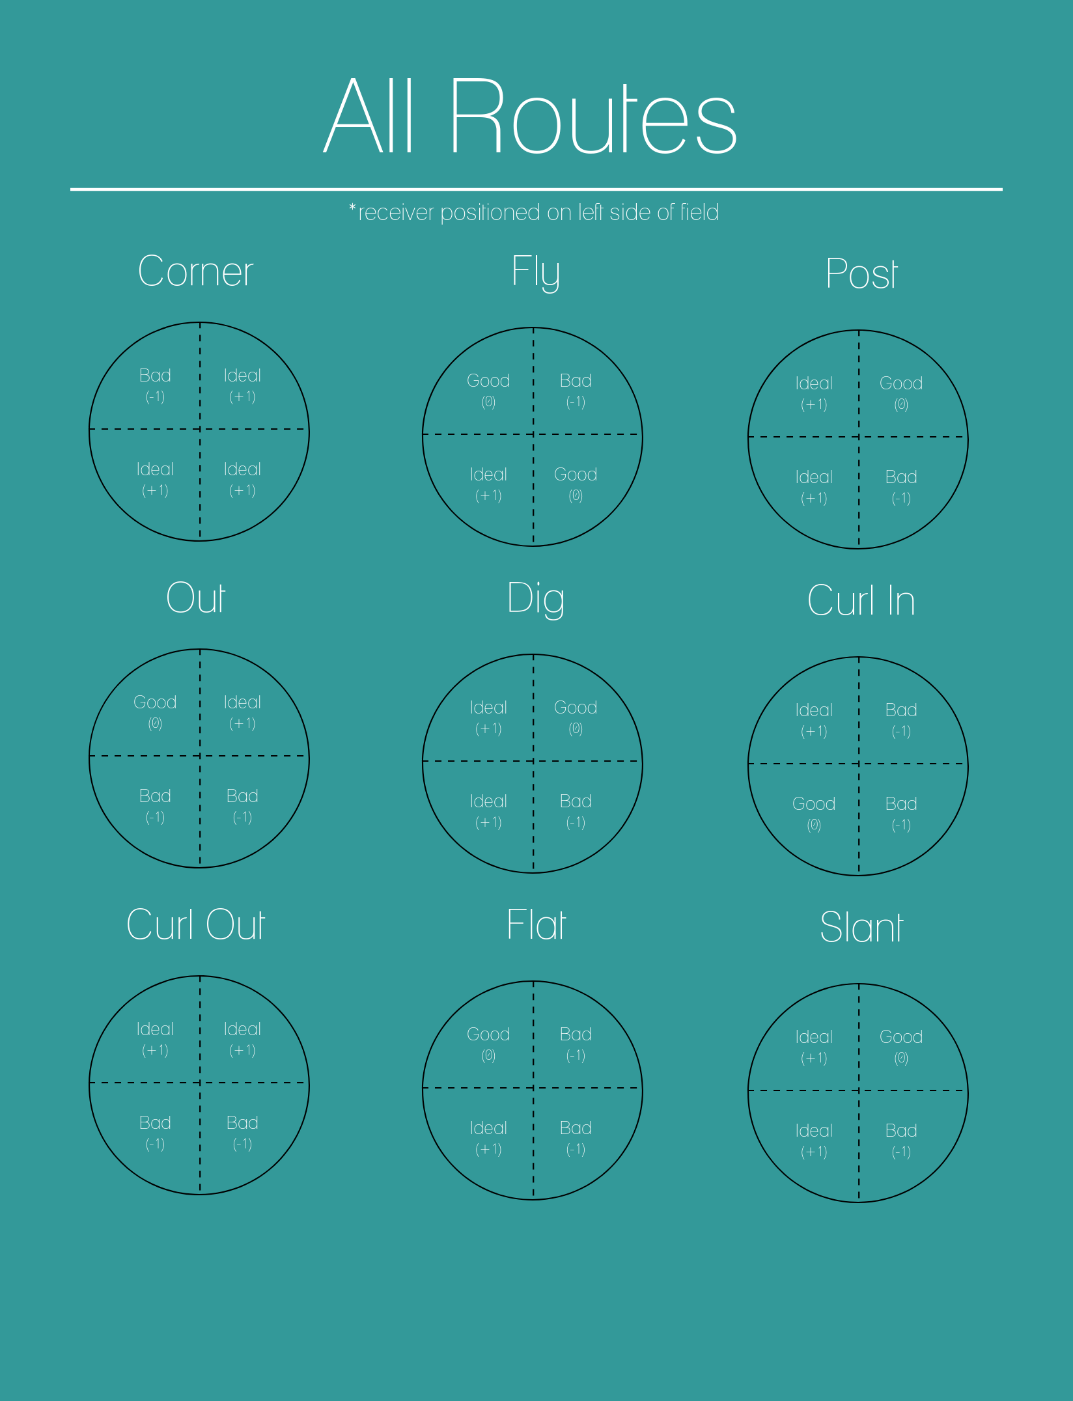 All Routes
*receiver positioned on left side of field
Corner
Bad
(-1)
Ideal
(+1)
Ideal
(+1)
Ideal
(+1)
Fly
Good
(0)
Bad
(-1)
Ideal
(+1)
Good
(0)
Post
Ideal
(+1)
Good
(0)
Ideal
(+1)
Bad
(-1)
Out
Good
(0)
Ideal
(+1)
Bad
(-1)
Bad
(-1)
Dig
Ideal
(+1)
Good
(0)
Ideal
(+1)
Bad
(-1)
Curl In
Ideal
(+1)
Bad
(-1)
Good
(0)
Bad
(-1)
Curl Out
Ideal
(+1)
Ideal
(+1)
Bad
(-1)
Bad
(-1)
Flat
Good
(0)
Bad
(-1)
Ideal
(+1)
Bad
(-1)
Slant
Ideal
(+1)
Good
(0)
Ideal
(+1)
Bad
(-1)